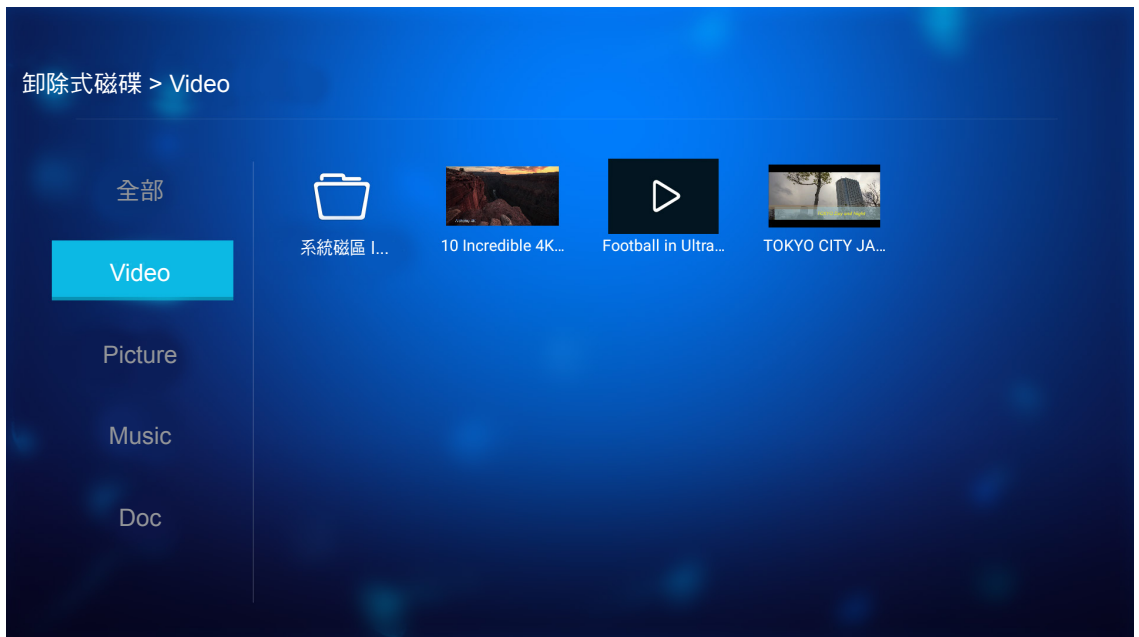 卸除式磁碟 > Video
全部
Video
Picture
Music
Doc
系統磁區 I...
10 Incredible 4K...
Football in Ultra...
TOKYO CITY JA...